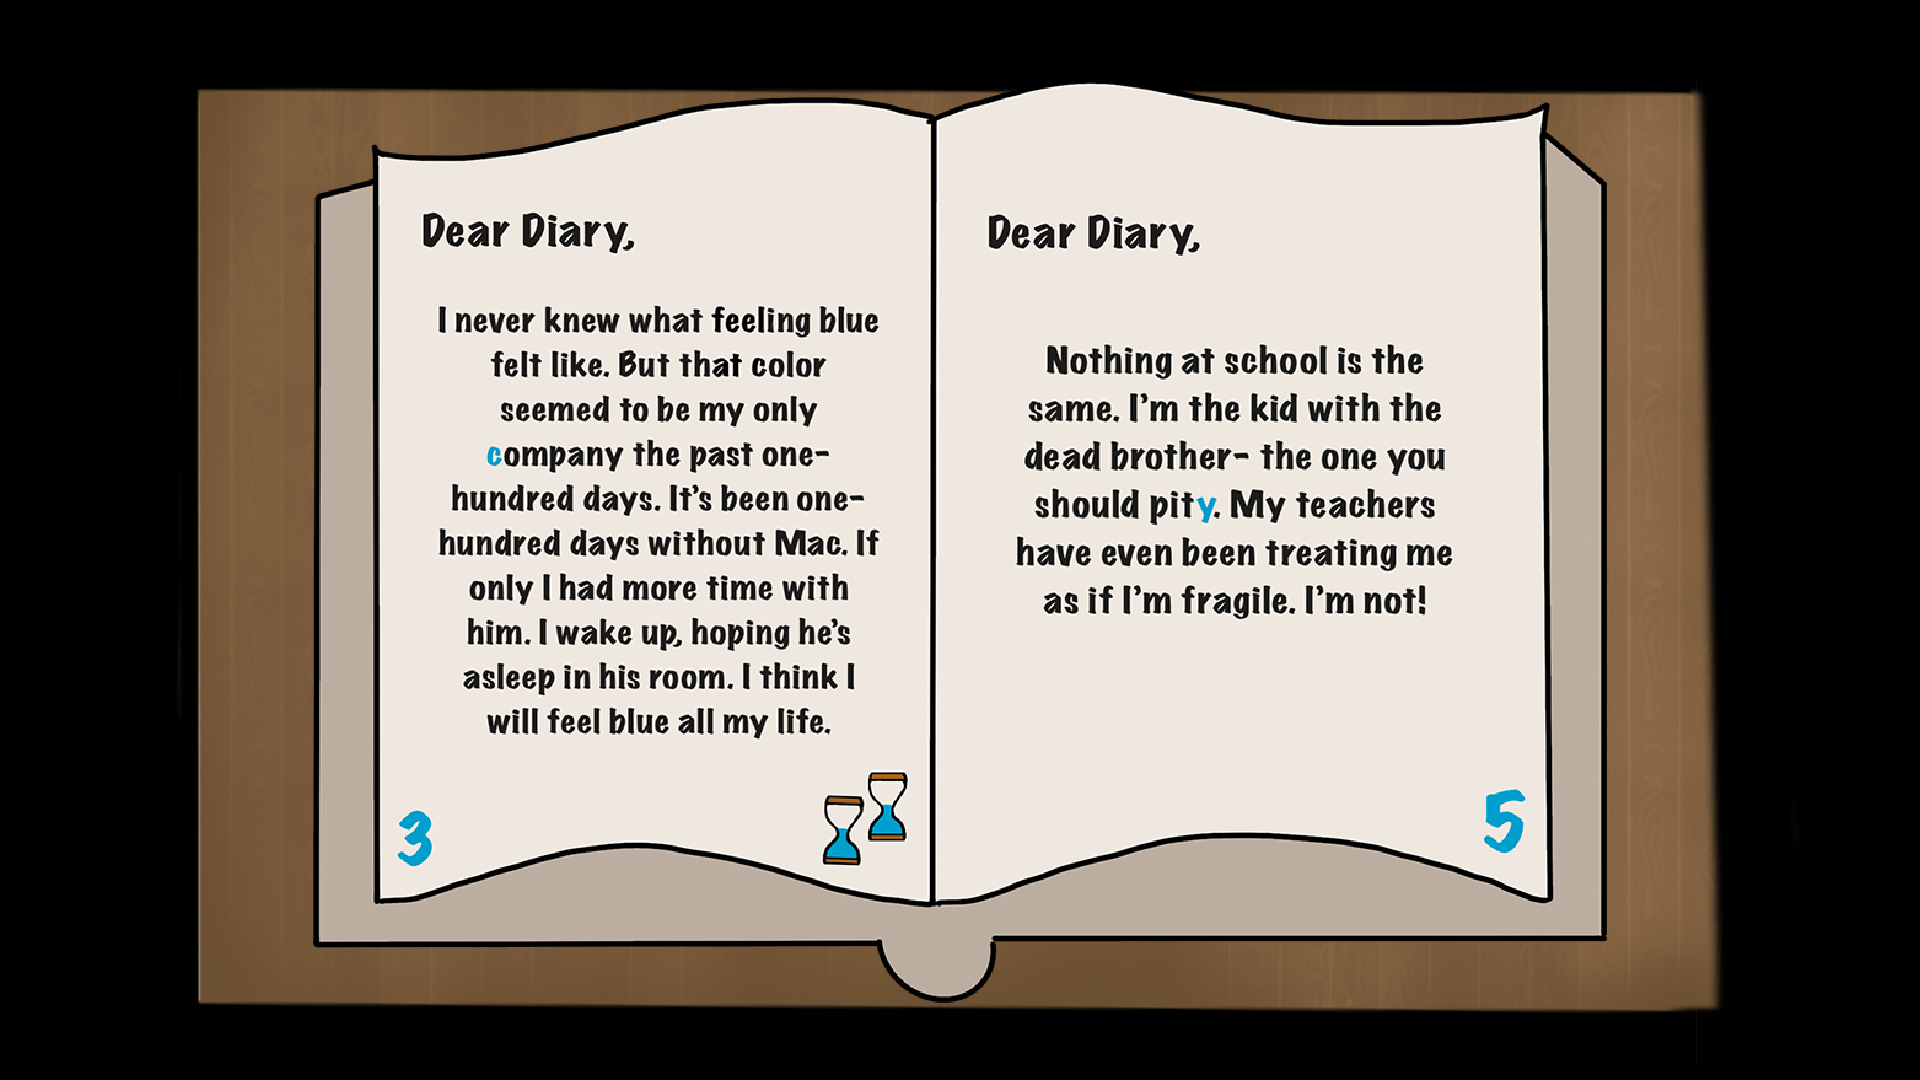 Dear Diary,
I never knew what feeling blue
felt like. But that color
seemed to be my only
company the past one-
hundred days. It's been one-
hundred days without Mac. If
only I had more time with
him. I wake up, hoping he's
asleep in his room. I think I
will feel blue all my life.
3
Dear Diary,
Nothing at school is the
same. I'm the kid with the
dead brother- the one you
should pity. My teachers
have even been treating me
as if I'm fragile. I'm not!
5